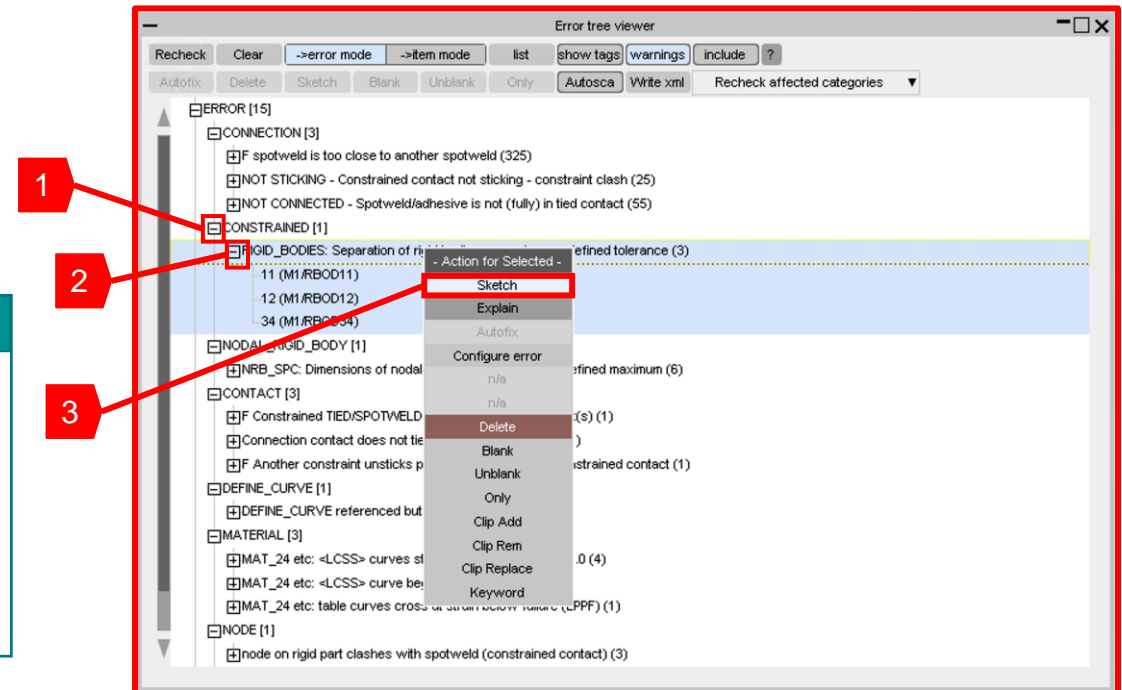 Error tree viewer
Recheck Clear ->error mode ->item mode list show tags warnings include ?
Autofix Delete Sketch Blank Unblank Only Autosca Write xml Recheck affected categories
ERROR [15]
CONNECTION [3]
F spotweld is too close to another spotweld (325)
NOT STICKING - Constrained contact not sticking - constraint clash (25)
NOT CONNECTED - Spotweld/adhesive is not (fully) in tied contact (55)
1
CONSTRAINED [1]
RIGID_BODIES: Separation of efined tolerance (3)
2
11 (M1/RBOD11)
12 (M1/RBOD12)
34 (M1/RBOD34)
NODAL_RIGID_BODY [1]
NRB_SPC: Dimensions of nodal efined maximum (6)
3
CONTACT [3]
F Constrained TIED/SPOTWELD (s) (1)
Connection contact does not tie )
F Another constraint unsticks p strained contact (1)
DEFINE_CURVE [1]
DEFINE_CURVE referenced but
MATERIAL [3]
MAT_24 etc: <LCSS> curves st .0 (4)
MAT_24 etc: <LCSS> curve be
MAT_24 etc: table curves cross at strain below failure (EPPF) (1)
NODE [1]
node on rigid part clashes with spotweld (constrained contact) (3)
- Action for Selected -
Sketch
Explain
Autofix
Configure error
n/a
n/a
Delete
Blank
Unblank
Only
Clip Add
Clip Rem
Clip Replace
Keyword